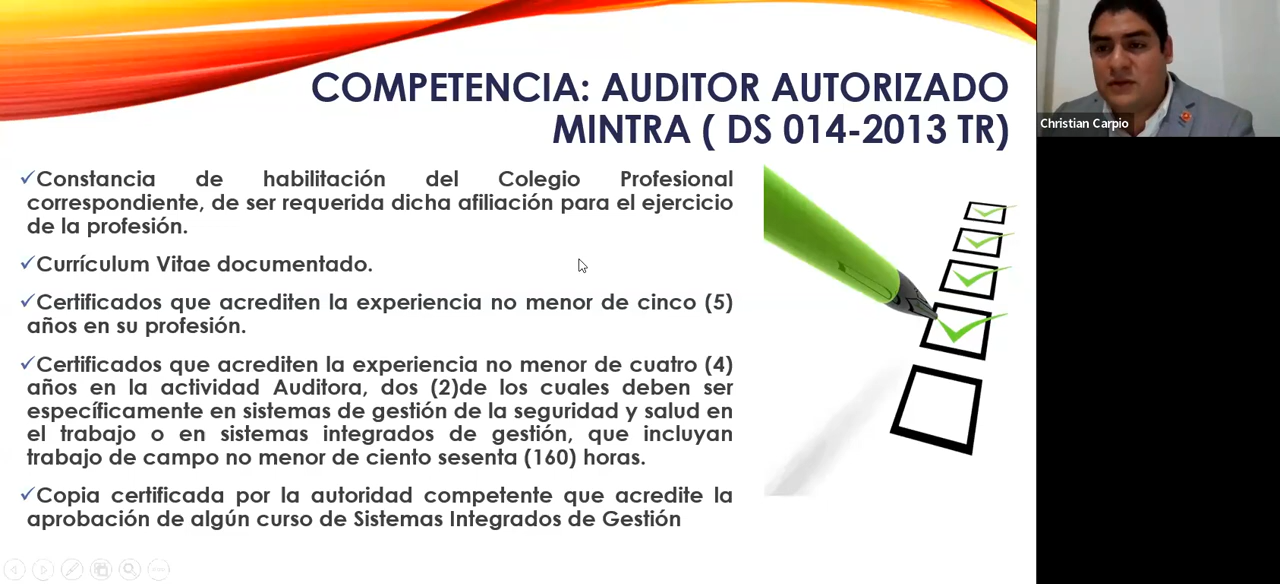 COMPETENCIA: AUDITOR AUTORIZADO
MINTRA ( DS 014-2013 TR)
Christian Carpio
✓Constancia de habilitación del Colegio Profesional
correspondiente, de ser requerida dicha afiliación para el ejercicio
de la profesión.
✓Currículum Vitae documentado.
✓Certificados que acrediten la experiencia no menor de cinco (5)
años en su profesión.
✓Certificados que acrediten la experiencia no menor de cuatro (4)
años en la actividad Auditora, dos (2)de los cuales deben ser
específicamente en sistemas de gestión de la seguridad y salud en
el trabajo o en sistemas integrados de gestión, que incluyan
trabajo de campo no menor de ciento sesenta (160) horas.
✓Copia certificada por la autoridad competente que acredite la
aprobación de algún curso de Sistemas Integrados de Gestión